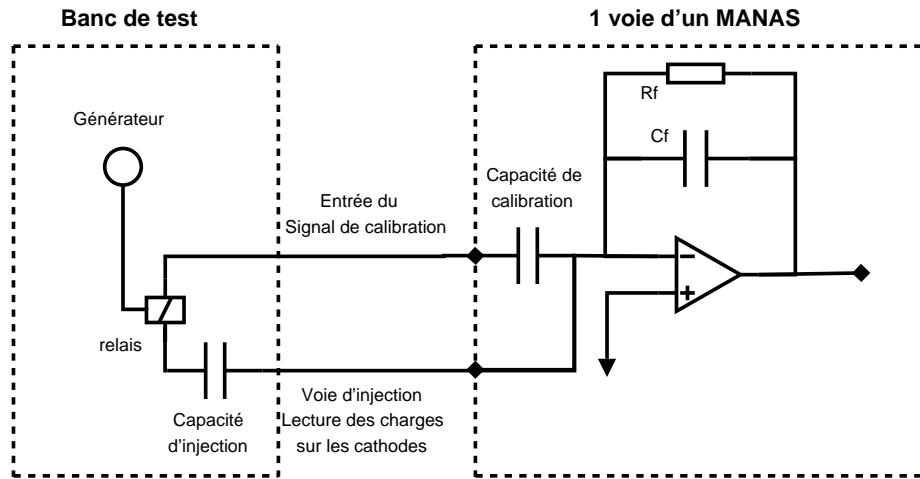 Banc de test
1 voie d’un MANAS
Générateur
Rf
Cf
Capacité de
calibration
Entrée du
Signal de calibration
relais
Voie d’injection
Lecture des charges
sur les cathodes
Capacité
d’injection